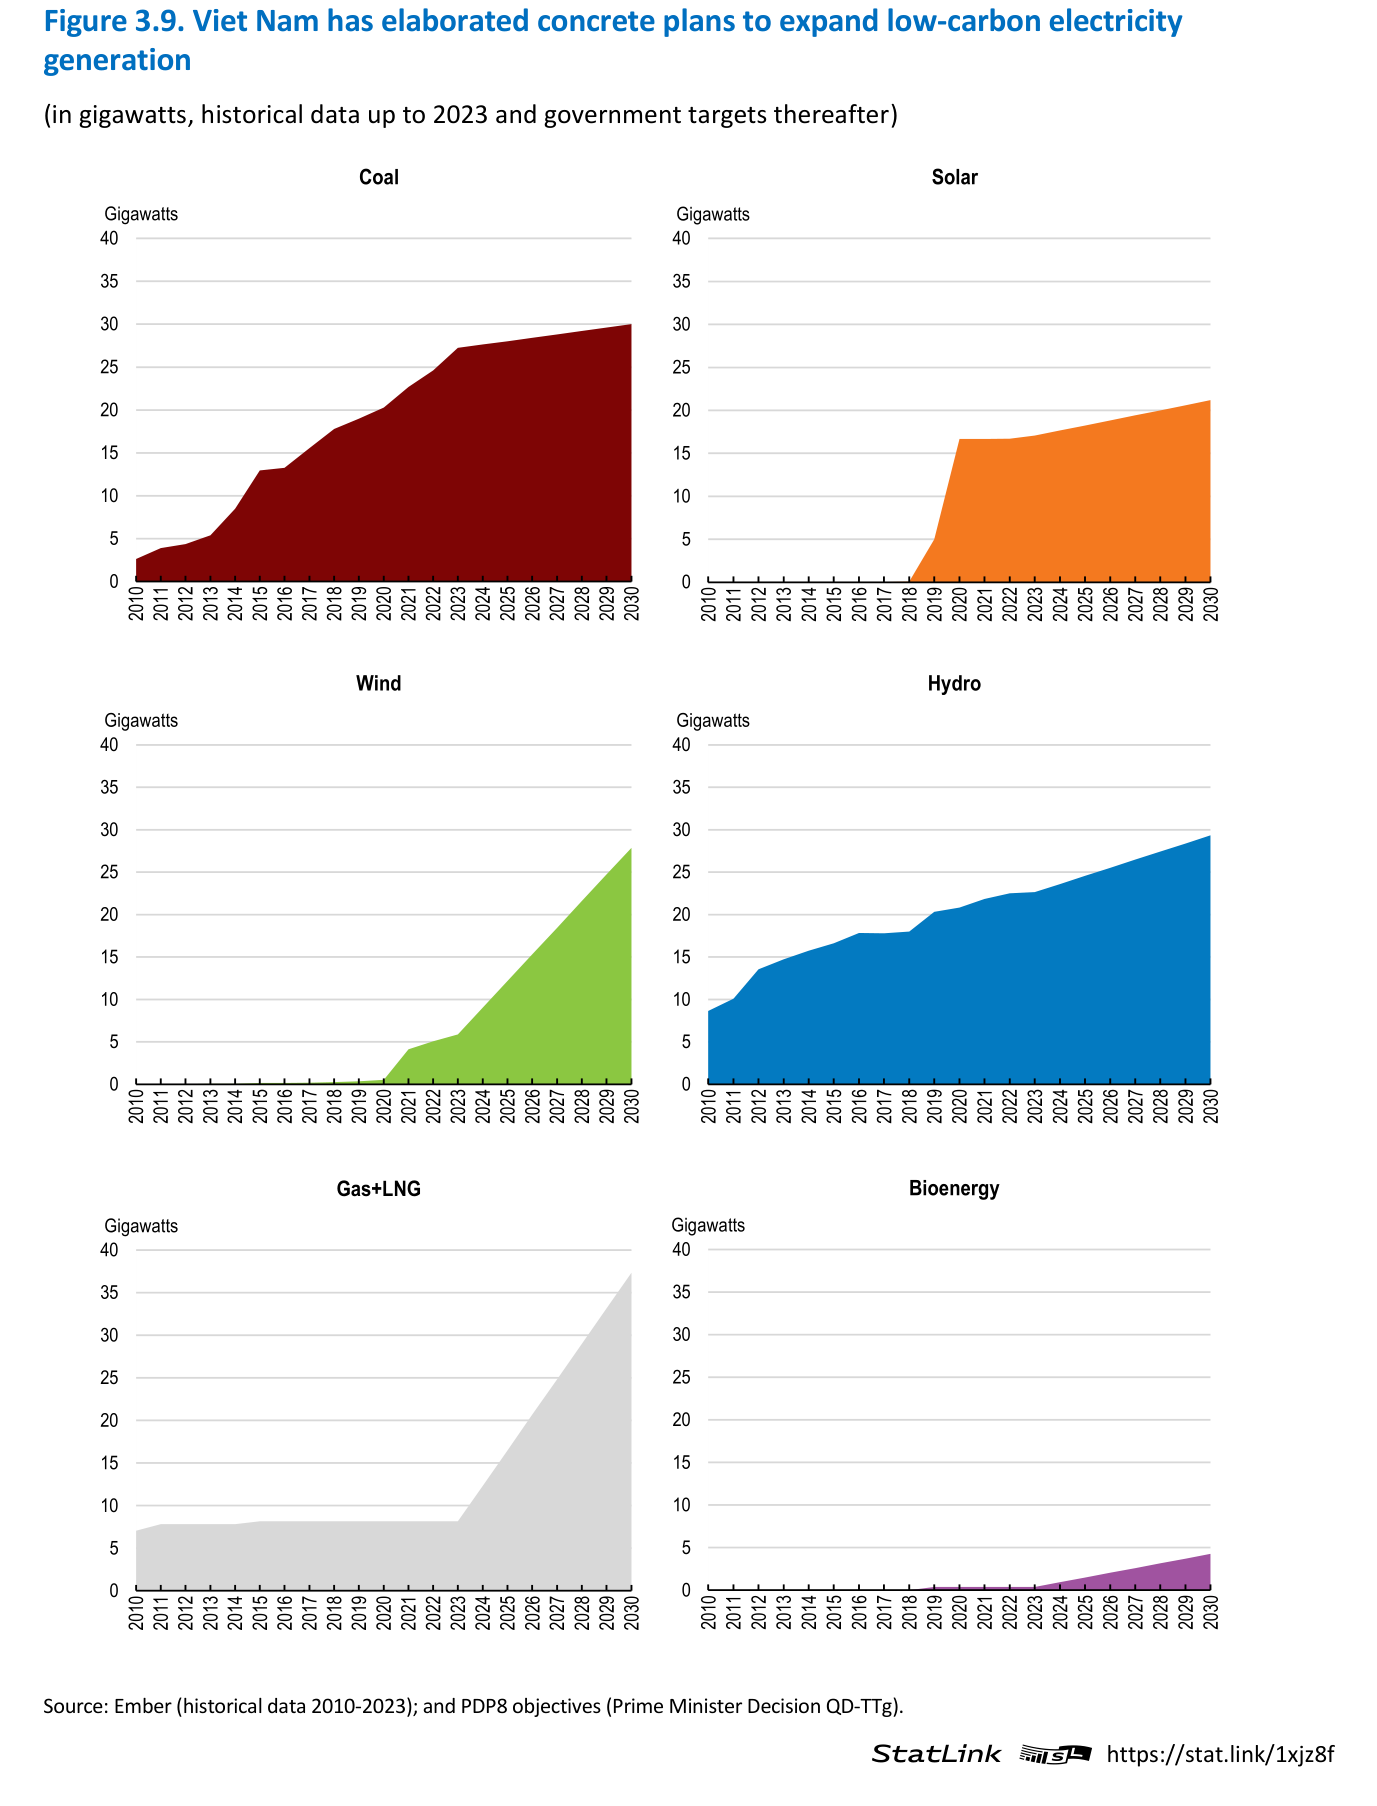 Figure 3.9. Viet Nam has elaborated concrete plans to expand low-carbon electricity
generation
(in gigawatts, historical data up to 2023 and government targets thereafter)
Coal
Gigawatts
40
35
30
25
20
15
10
5
0
2010 2011 2012 2013 2014 2015 2016 2017 2018 2019 2020 2021 2022 2023 2024 2025 2026 2027 2028 2029 2030
Solar
Gigawatts
40
35
30
25
20
15
10
5
0
2010 2011 2012 2013 2014 2015 2016 2017 2018 2019 2020 2021 2022 2023 2024 2025 2026 2027 2028 2029 2030
Wind
Gigawatts
40
35
30
25
20
15
10
5
0
2010 2011 2012 2013 2014 2015 2016 2017 2018 2019 2020 2021 2022 2023 2024 2025 2026 2027 2028 2029 2030
Hydro
Gigawatts
40
35
30
25
20
15
10
5
0
2010 2011 2012 2013 2014 2015 2016 2017 2018 2019 2020 2021 2022 2023 2024 2025 2026 2027 2028 2029 2030
Gas+LNG
Gigawatts
40
35
30
25
20
15
10
5
0
2010 2011 2012 2013 2014 2015 2016 2017 2018 2019 2020 2021 2022 2023 2024 2025 2026 2027 2028 2029 2030
Bioenergy
Gigawatts
40
35
30
25
20
15
10
5
0
2010 2011 2012 2013 2014 2015 2016 2017 2018 2019 2020 2021 2022 2023 2024 2025 2026 2027 2028 2029 2030
Source: Ember (historical data 2010-2023); and PDP8 objectives (Prime Minister Decision QD-TTg).
StatLink SL https://stat.link/1xjz8f